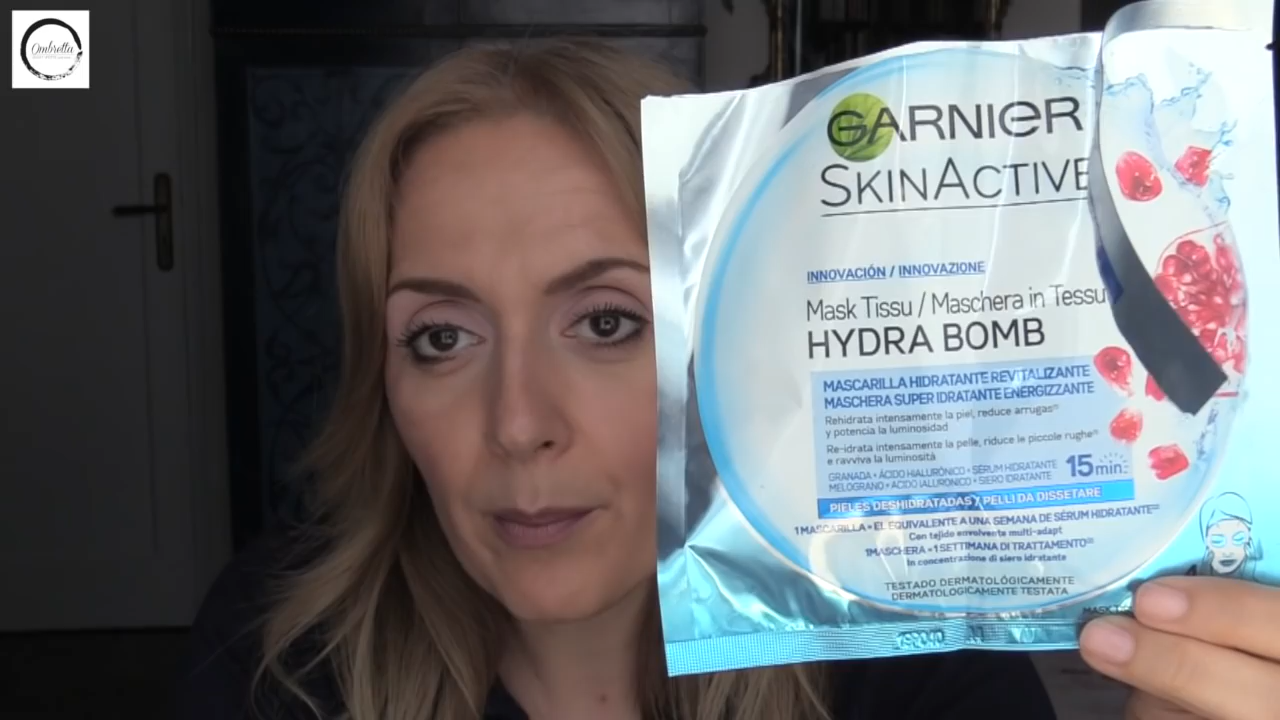 Ombretta
GARNIER
SKINACTIVE
INNOVACIÓN / INNOVAZIONE
Mask Tissu / Maschera in Tessu
HYDRA BOMB
MASCARILLA HIDRATANTE REVITALIZANTE
MASCHERA SUPER IDRATANTE ENERGIZZANTE
Rehidrata intensamente la piel, reduce arrugas
y potencia la luminosidad
Re-idrata intensamente la pelle, riduce le piccole rughe
e ravviva la luminosità
GRANADA + ÁCIDO HIALURÓNICO + SÉRUM HIDRATANTE
MELOGRANO + ACIDO IALURONICO + SIERO IDRATANTE
15 min.
PIELES DESHIDRATADAS / PELLI DA DISSETARE
1 MASCARILLA = EL EQUIVALENTE A UNA SEMANA DE SÉRUM HIDRATANTE
Con tejido envolvente multi-adapt
1 MASCHERA = 1 SETTIMANA DI TRATTAMENTO
In concentrazione di siero idratante
TESTADO DERMATOLÓGICAMENTE
DERMATOLOGICAMENTE TESTATA
MASK